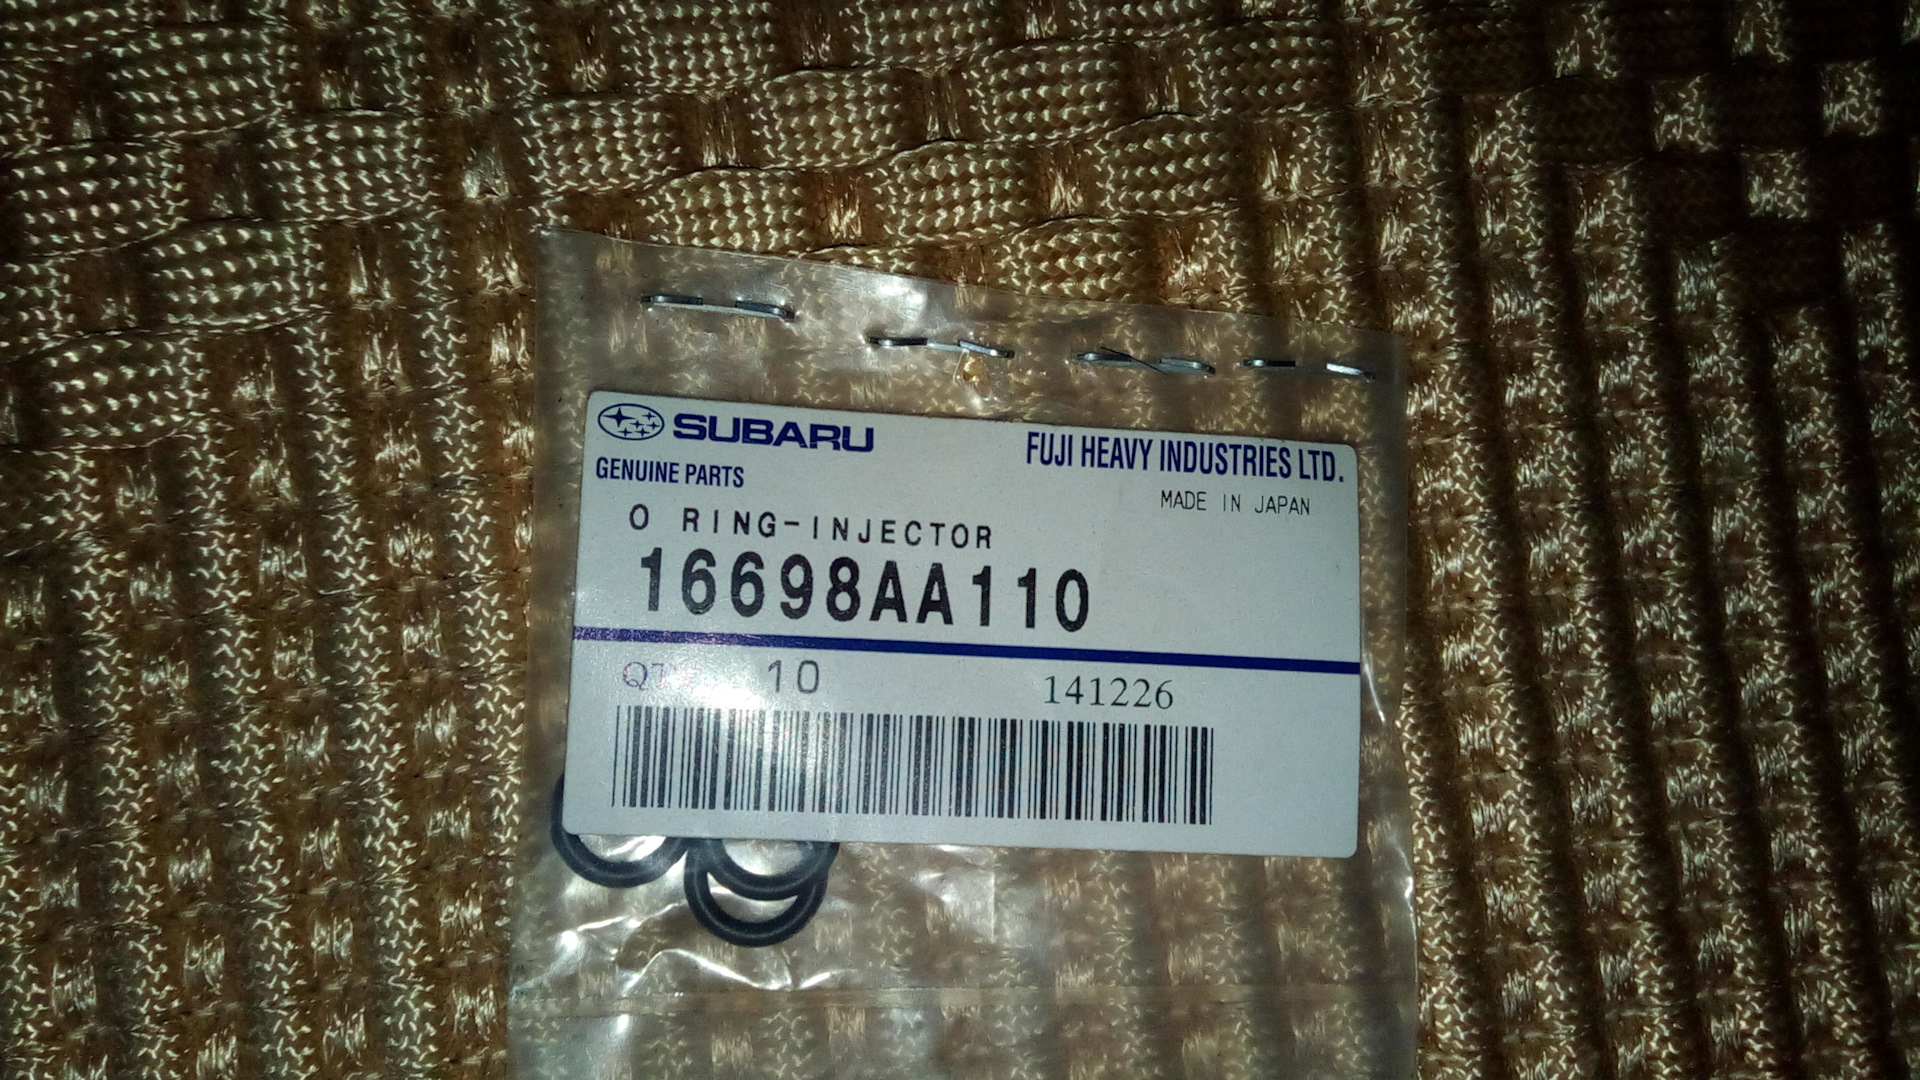 SUBARU
FUJI HEAVY INDUSTRIES LTD.
GENUINE PARTS
MADE IN JAPAN
O RING-INJECTOR
16698AA110
10
141226